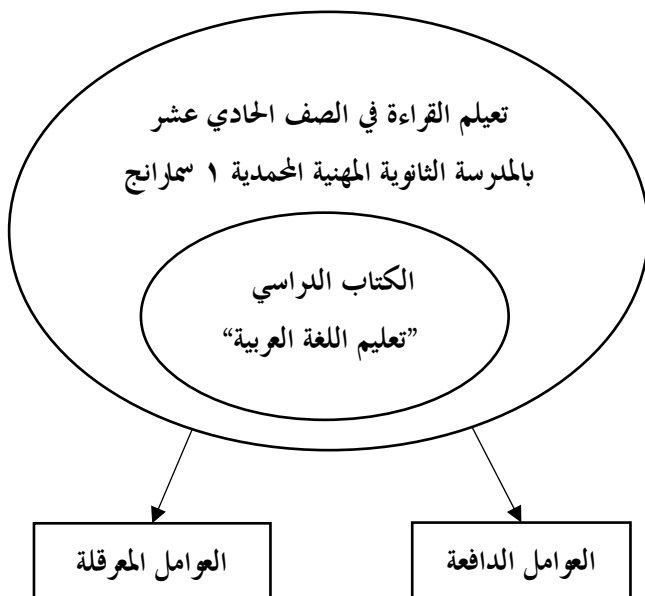 تعيلم القراءة في الصف الحادي عشر
بالمدرسة الثانوية المهنية المحمدية ١ سمارانج
الكتاب الدراسي
”تعليم اللغة العربية“
العوامل الدافعة
العوامل المعرقلة